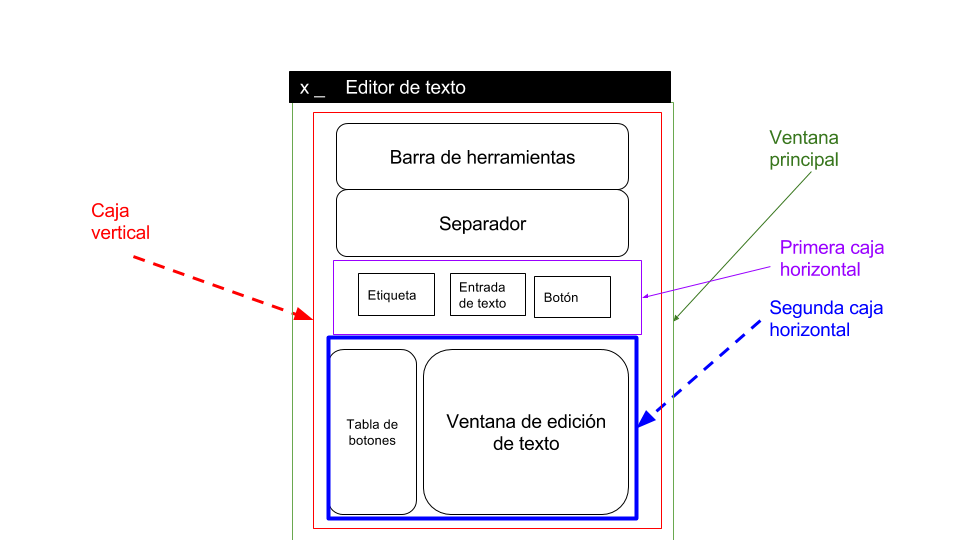 x _ Editor de texto
Barra de herramientas
Ventana
principal
Separador
Caja
vertical
Primera caja
horizontal
Etiqueta
Entrada
de texto
Botón
Segunda caja
horizontal
Tabla de
botones
Ventana de edición
de texto